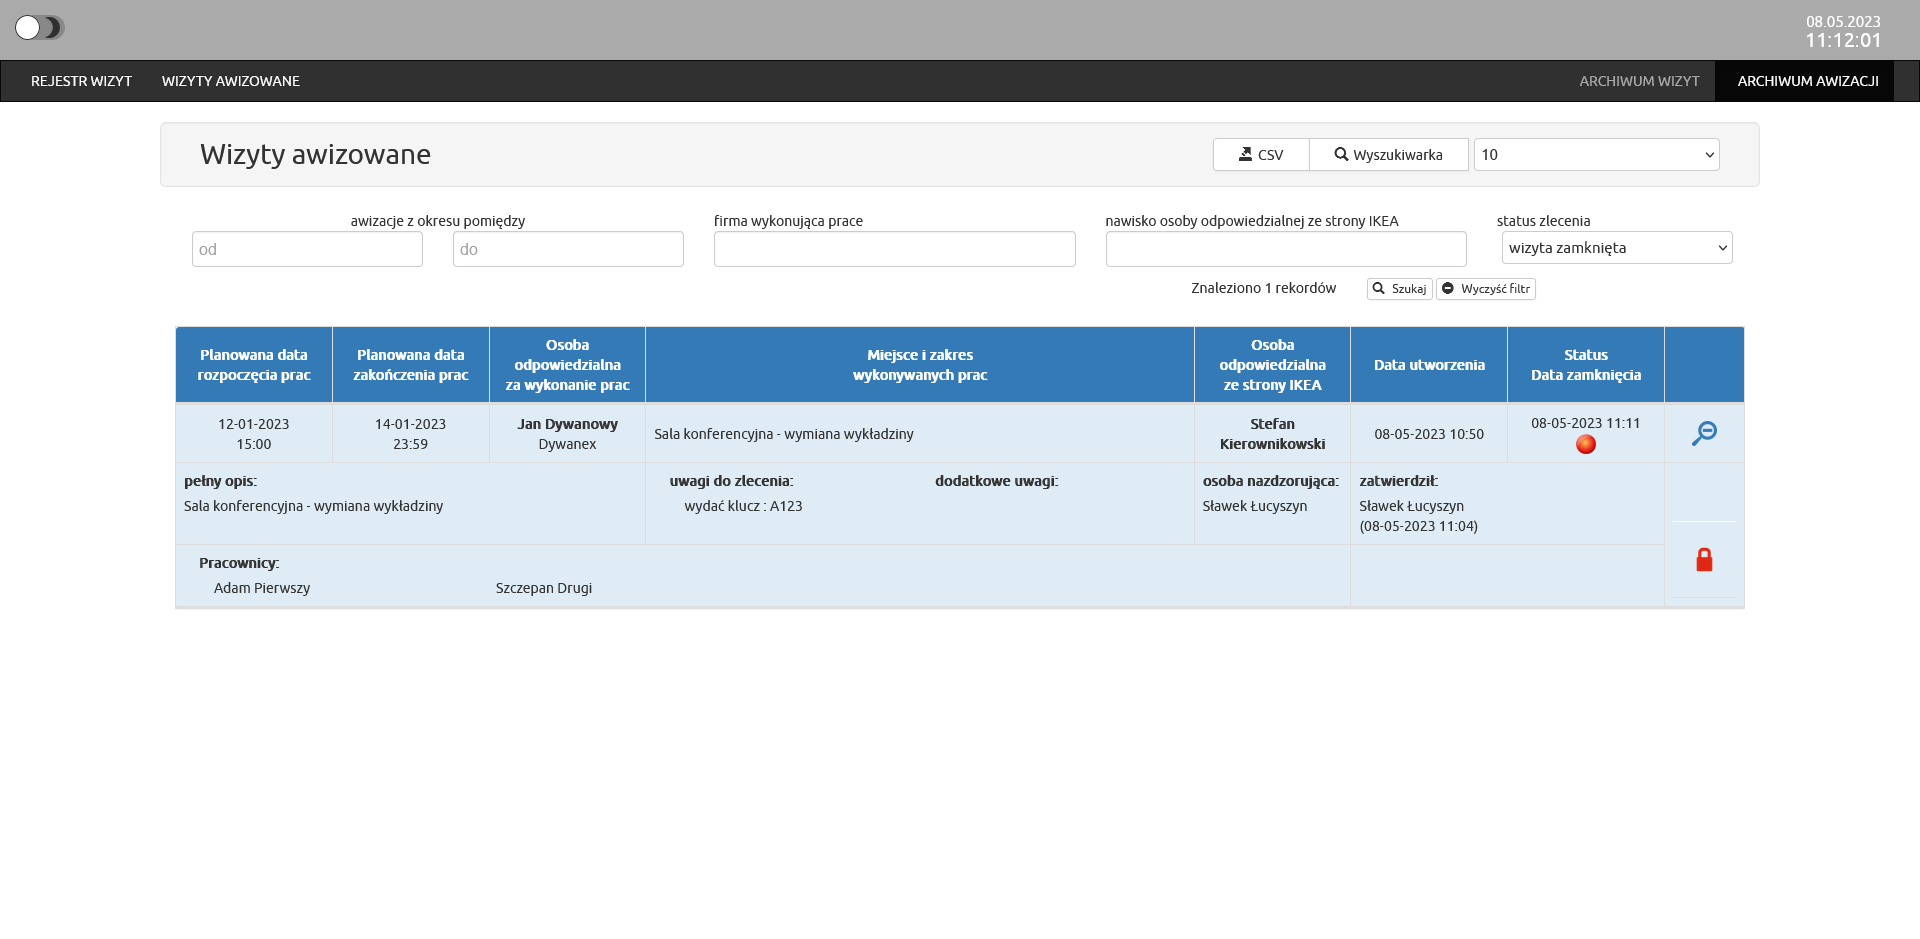 08.05.2023
11:12:01
REJESTR WIZYT
WIZYTY AWIZOWANE
ARCHIWUM WIZYT
ARCHIWUM AWIZACJI
Wizyty awizowane
CSV
Wyszukiwarka
10
awizacje z okresu pomiędzy
firma wykonująca prace
nawisko osoby odpowiedzialnej ze strony IKEA
status zlecenia
od
do
wizyta zamknięta
Znaleziono 1 rekordów
Szukaj
Wyczyść filtr
Planowana data
rozpoczęcia prac
Planowana data
zakończenia prac
Osoba
odpowiedzialna
za wykonanie prac
Miejsce i zakres
wykonywanych prac
Osoba
odpowiedzialna
ze strony IKEA
Data utworzenia
Status
Data zamknięcia
12-01-2023
15:00
14-01-2023
23:59
Jan Dywanowy
Dywanex
Sala konferencyjna - wymiana wykładziny
Stefan
Kierownikowski
08-05-2023 10:50
08-05-2023 11:11
pełny opis:
Sala konferencyjna - wymiana wykładziny
uwagi do zlecenia:
wydać klucz : A123
dodatkowe uwagi:
osoba nazdzorująca:
Sławek Łucyszyn
zatwierdził:
Sławek Łucyszyn
(08-05-2023 11:04)
Pracownicy:
Adam Pierwszy
Szczepan Drugi